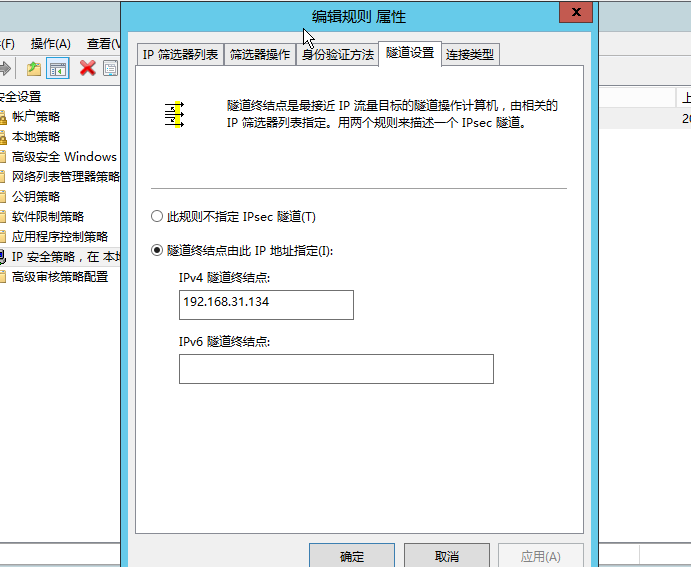 编辑规则 属性
x
(F) 操作(A) 查看(V
IP 筛选器列表 筛选器操作 身份验证方法 隧道设置 连接类型
安全设置
帐户策略
本地策略
高级安全 Windows
网络列表管理器策略
公钥策略
软件限制策略
应用程序控制策略
IP 安全策略，在 本地
高级审核策略配置
隧道终结点是最接近 IP 流量目标的隧道操作计算机，由相关的
IP 筛选器列表指定。用两个规则来描述一个 IPsec 隧道。
此规则不指定 IPsec 隧道(T)
隧道终结点由此 IP 地址指定(I):
IPv4 隧道终结点:
192.168.31.134
IPv6 隧道终结点:
确定 取消 应用(A)
上
20